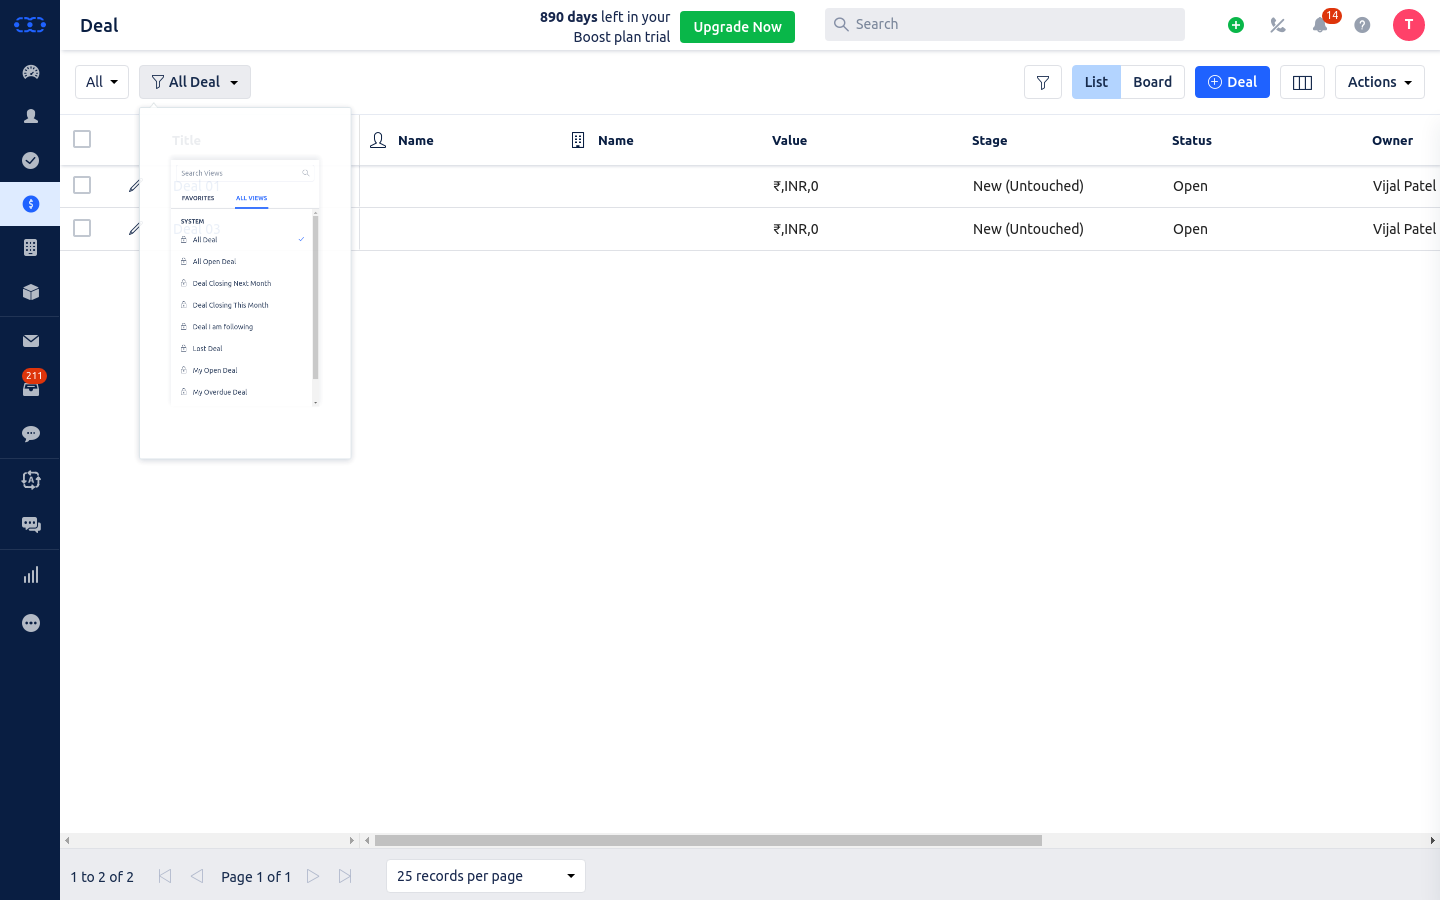 Deal
890 days left in your
Boost plan trial
Upgrade Now
Search
14
T
All
All Deal
List
Board
Deal
Actions
Title
Name
Name
Value
Stage
Status
Owner
Deal 01
₹,INR,0
New (Untouched)
Open
Vijal Patel
Deal 03
₹,INR,0
New (Untouched)
Open
Vijal Patel
Search Views
FAVORITES
ALL VIEWS
SYSTEM
All Deal
All Open Deal
Deal Closing Next Month
Deal Closing This Month
Deal I am following
Lost Deal
My Open Deal
My Overdue Deal
211
1 to 2 of 2
Page 1 of 1
25 records per page